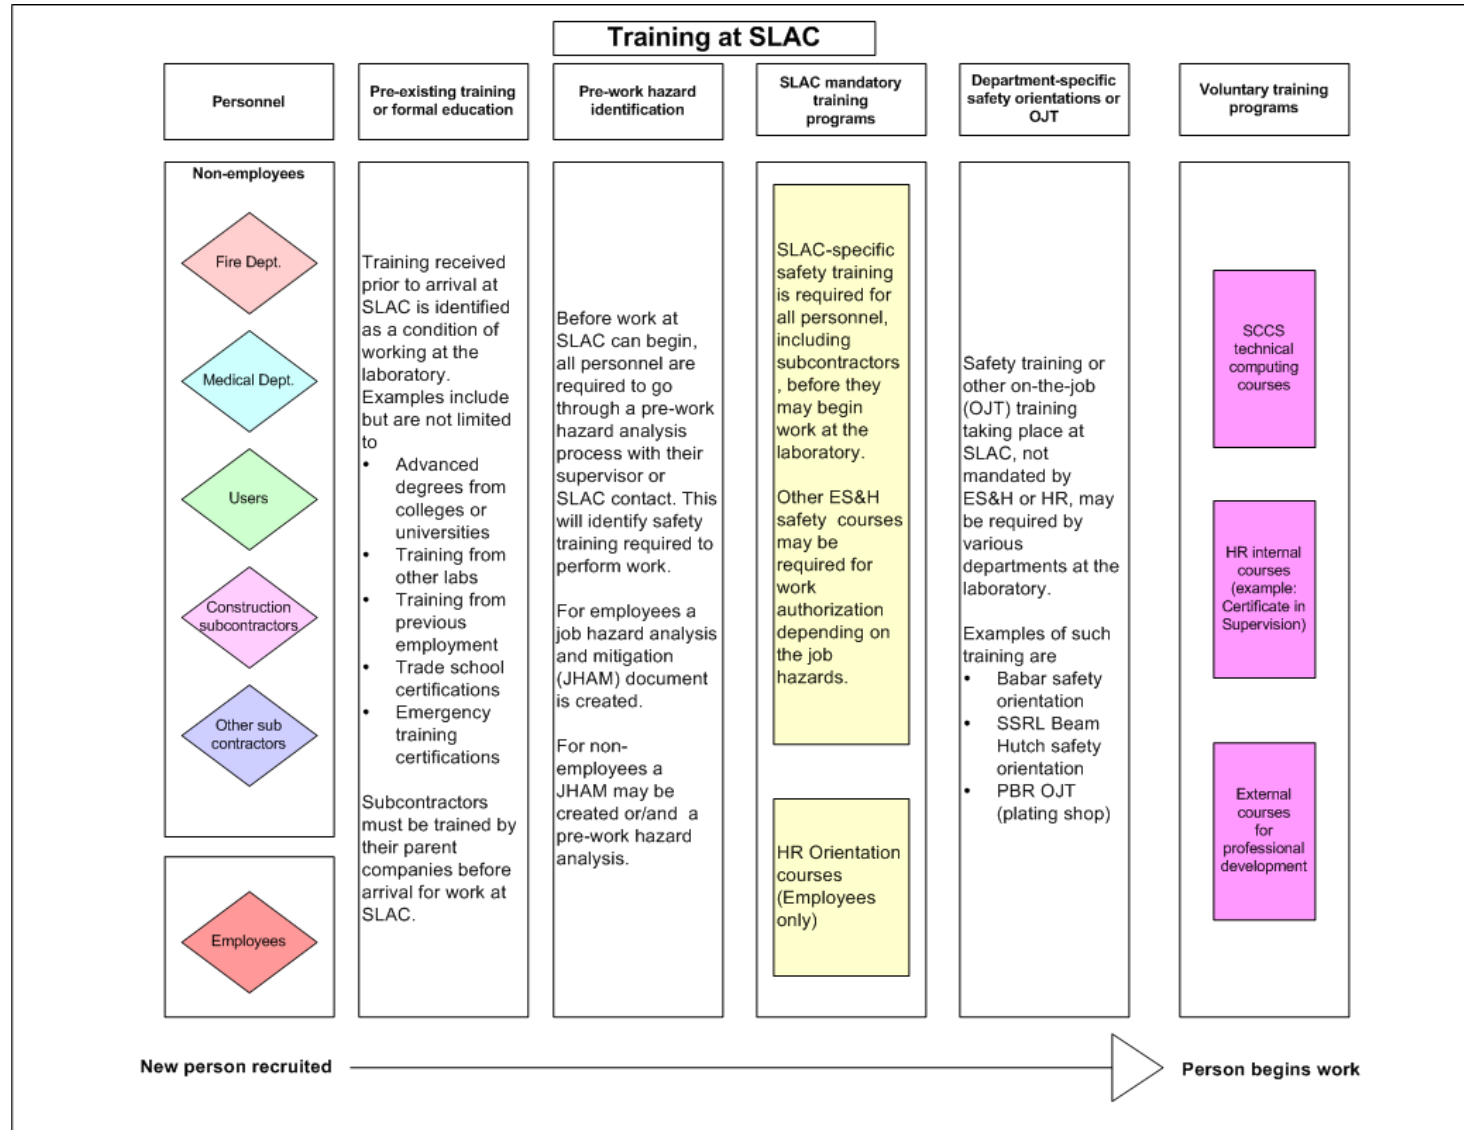 Training at SLAC
Personnel
Pre-existing training
or formal education
Pre-work hazard
identification
SLAC mandatory
training
programs
Department-specific
safety orientations or
OJT
Voluntary training
programs
Non-employees
Fire Dept.
Medical Dept.
Users
Construction
subcontractors
Other sub
contractors
Employees
Training received
prior to arrival at
SLAC is identified
as a condition of
working at the
laboratory.
Examples include
but are not limited
to
• Advanced
degrees from
colleges or
universities
• Training from
other labs
• Training from
previous
employment
• Trade school
certifications
• Emergency
training
certifications
Subcontractors
must be trained by
their parent
companies before
arrival for work at
SLAC.
Before work at
SLAC can begin,
all personnel are
required to go
through a pre-work
hazard analysis
process with their
supervisor or
SLAC contact. This
will identify safety
training required to
perform work.
For employees a
job hazard analysis
and mitigation
(JHAM) document
is created.
For non-
employees a
JHAM may be
created or/and a
pre-work hazard
analysis.
SLAC-specific
safety training
is required for
all personnel,
including
subcontractors
, before they
may begin
work at the
laboratory.
Other ES&H
safety courses
may be
required for
work
authorization
depending on
the job
hazards.
HR Orientation
courses
(Employees
only)
Safety training or
other on-the-job
(OJT) training
taking place at
SLAC, not
mandated by
ES&H or HR, may
be required by
various
departments at the
laboratory.
Examples of such
training are
• Babar safety
orientation
• SSRL Beam
Hutch safety
orientation
• PBR OJT
(plating shop)
SCCS
technical
computing
courses
HR internal
courses
(example:
Certificate in
Supervision)
External
courses
for
professional
development
New person recruited
Person begins work